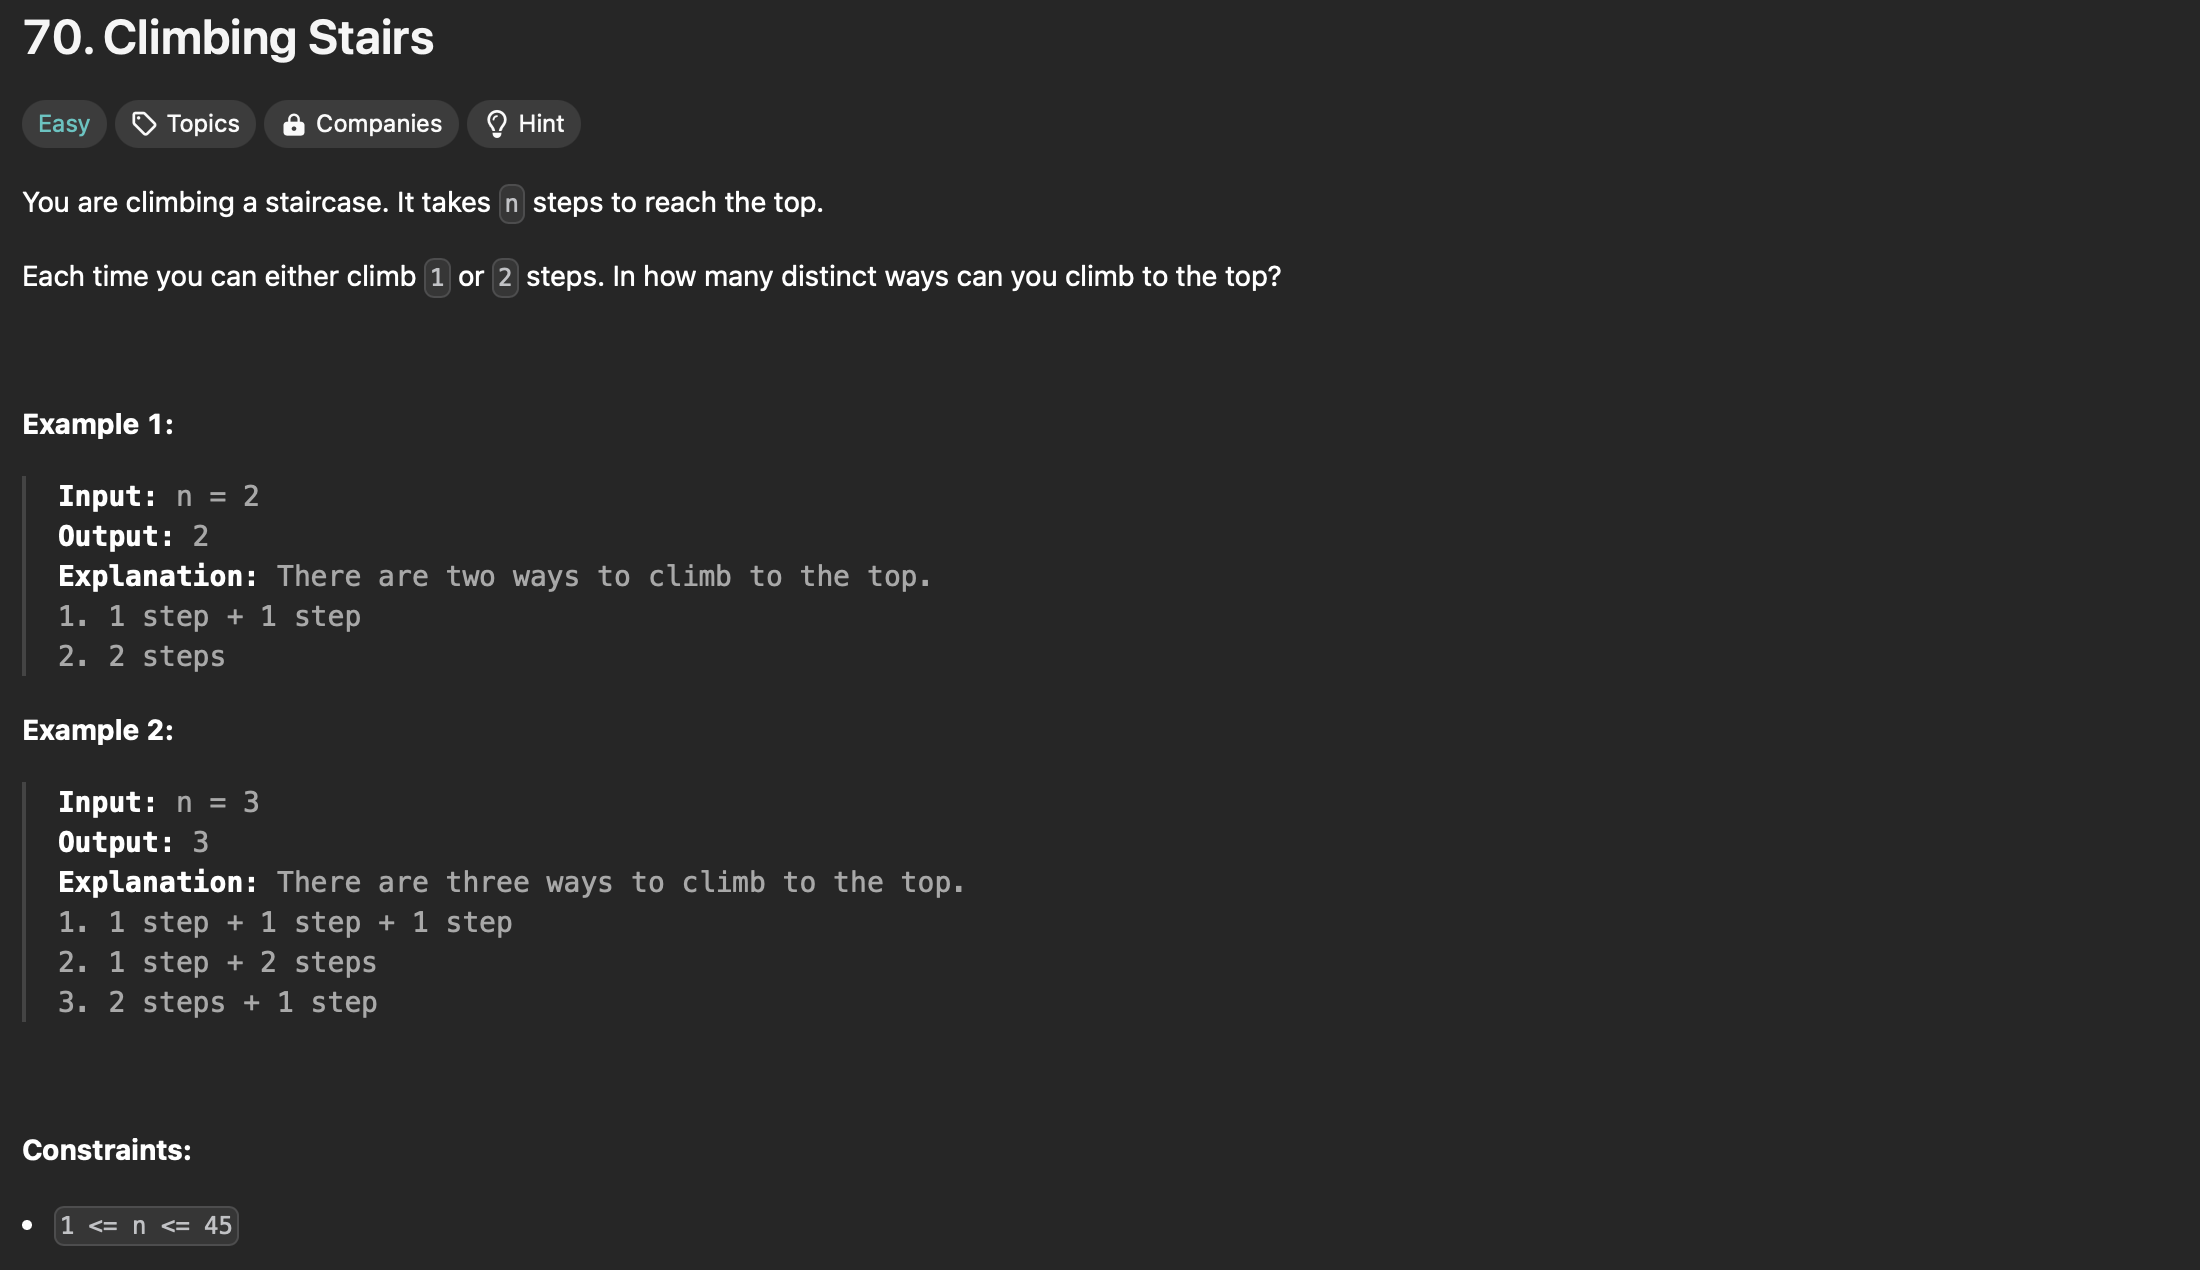 70. Climbing Stairs
Easy Topics Companies Hint
You are climbing a staircase. It takes n steps to reach the top.
Each time you can either climb 1 or 2 steps. In how many distinct ways can you climb to the top?
Example 1:
Input: n = 2
Output: 2
Explanation: There are two ways to climb to the top.
1. 1 step + 1 step
2. 2 steps
Example 2:
Input: n = 3
Output: 3
Explanation: There are three ways to climb to the top.
1. 1 step + 1 step + 1 step
2. 1 step + 2 steps
3. 2 steps + 1 step
Constraints:
• 1 <= n <= 45